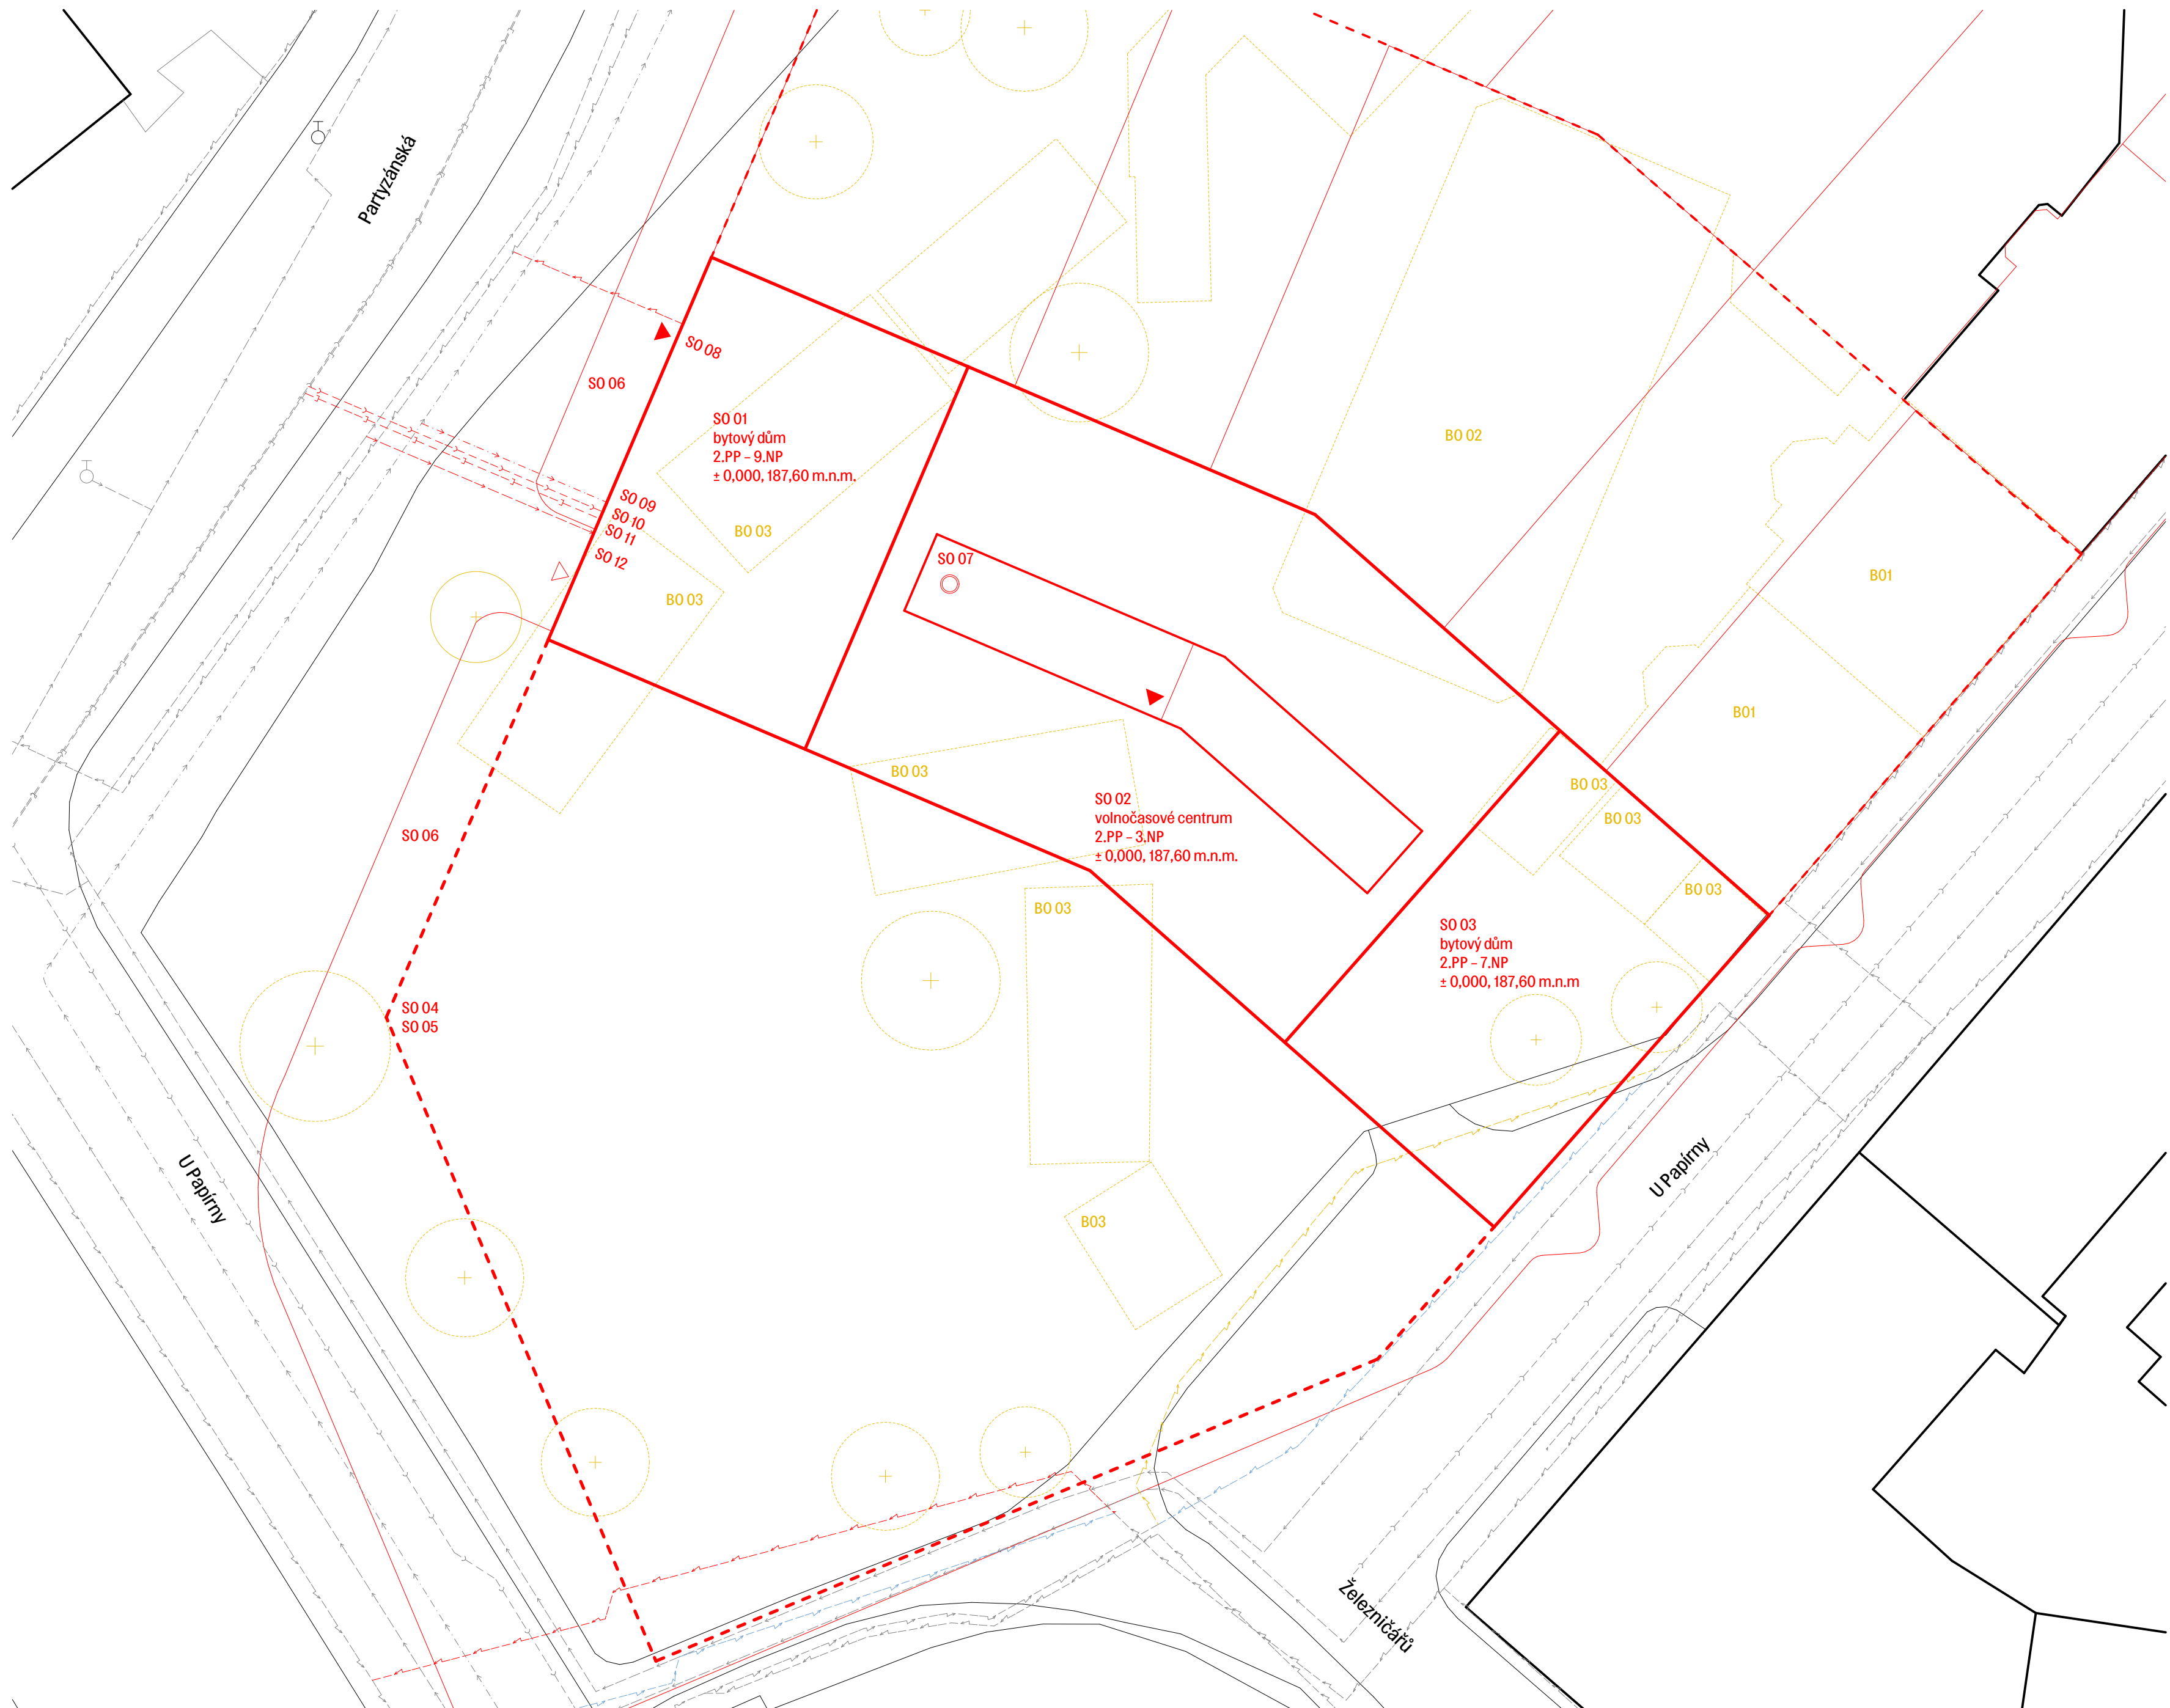 Partyzánská
SO 08
SO 06
SO 01
bytový dům
2.PP – 9.NP
± 0,000, 187,60 m.n.m.
BO 02
SO 09
SO 10
SO 11
SO 12
BO 03
SO 07
BO 03
B01
B01
BO 03
BO 03
SO 02
volnočasové centrum
2.PP – 3.NP
± 0,000, 187,60 m.n.m.
BO 03
SO 06
BO 03
BO 03
SO 03
bytový dům
2.PP – 7.NP
± 0,000, 187,60 m.n.m
SO 04
SO 05
U Papírny
U Papírny
B03
Železničářů